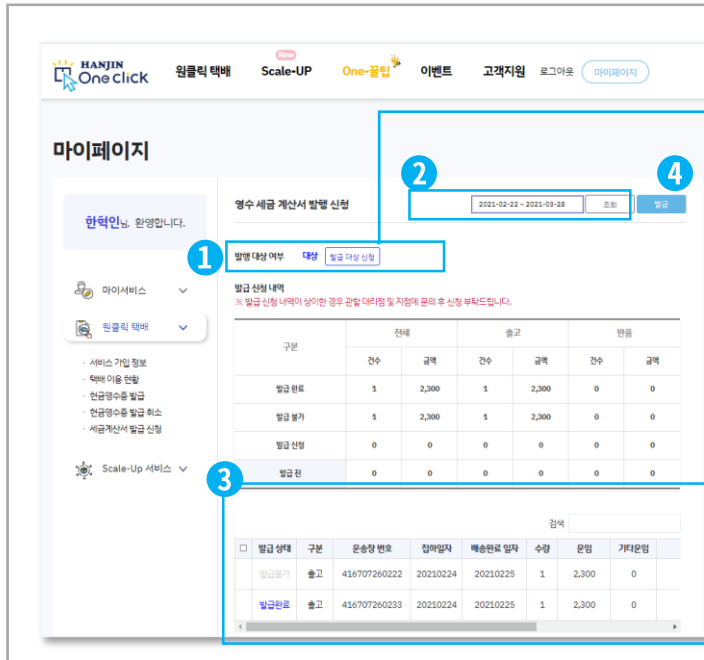 HANJIN
One click
원클릭 택배
New
Scale-UP
One-꿀팁
이벤트
고객지원
로그아웃
마이페이지
마이페이지
2
4
한혁인님, 환영합니다.
영수 세금 계산서 발행 신청
2021-02-22 ~ 2021-03-28
조회
발급
1
발행 대상 여부 대상 발급 대상 신청
마이서비스
원클릭 택배
· 서비스 가입 정보
· 택배 이용 현황
· 현금영수증 발급
· 현금영수증 발급 취소
· 세금계산서 발급 신청
Scale-Up 서비스
발급 신청 내역
※ 발급 신청 내역이 상이한 경우 관할 대리점 및 지점에 문의 후 신청 부탁드립니다.
구분 전체 출고 반품
건수 금액 건수 금액 건수 금액
발급 완료 1 2,300 1 2,300 0 0
발급 불가 1 2,300 1 2,300 0 0
발급 신청 0 0 0 0 0 0
발급 전 0 0 0 0 0 0
3
검색
발급 상태 구분 운송장 번호 집하일자 배송완료 일자 수량 운임 기타운임
발급불가 출고 416707260222 20210224 20210225 1 2,300 0
발급완료 출고 416707260233 20210224 20210225 1 2,300 0